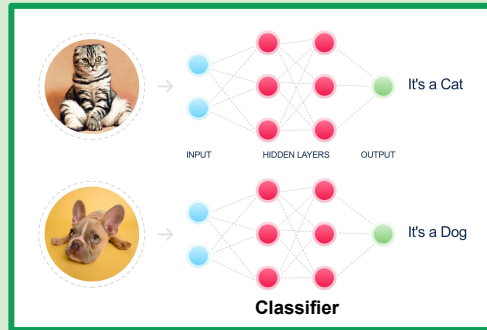 It's a Cat
INPUT HIDDEN LAYERS OUTPUT
It's a Dog
Classifier